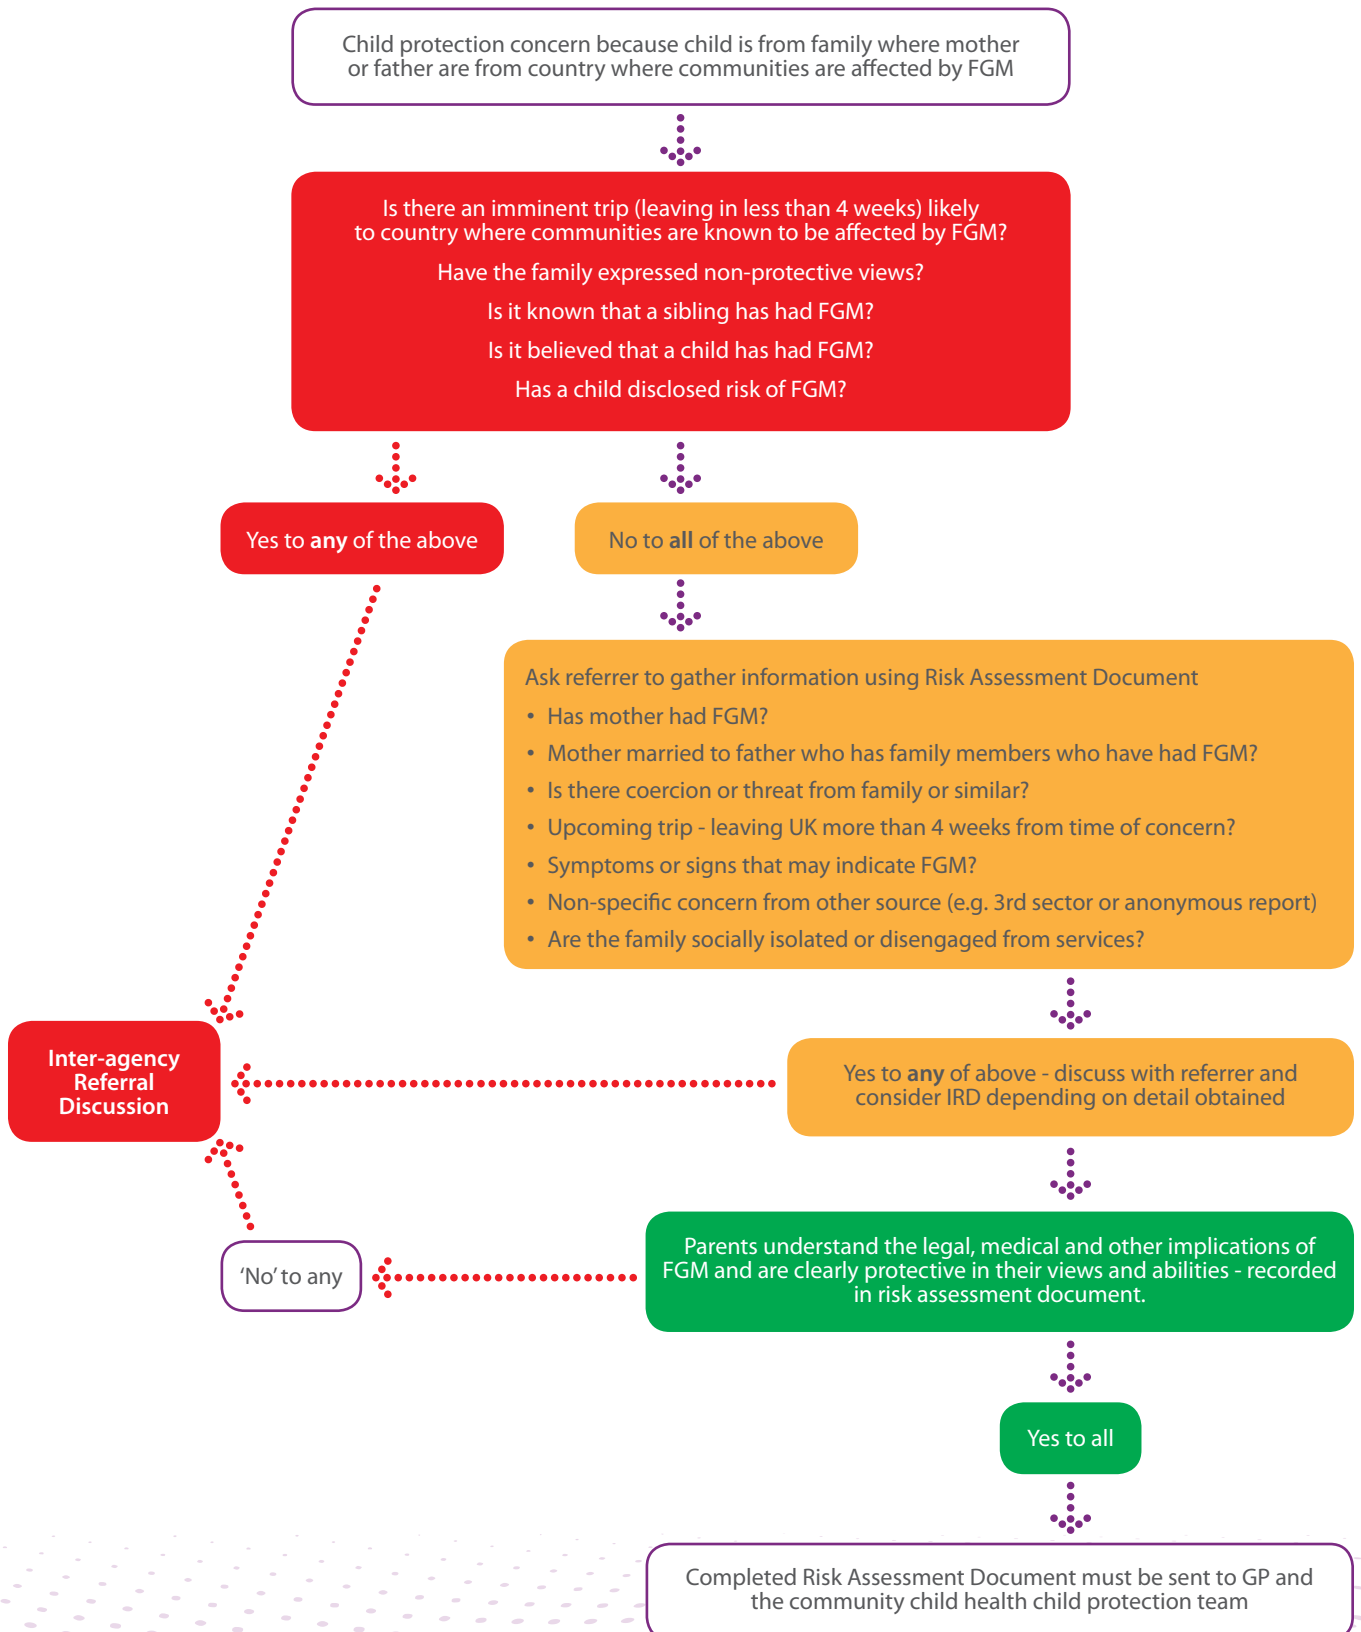 Child protection concern because child is from family where mother
or father are from country where communities are affected by FGM
Is there an imminent trip (leaving in less than 4 weeks) likely
to country where communities are known to be affected by FGM?
Have the family expressed non-protective views?
Is it known that a sibling has had FGM?
Is it believed that a child has had FGM?
Has a child disclosed risk of FGM?
Yes to any of the above
No to all of the above
Ask referrer to gather information using Risk Assessment Document
• Has mother had FGM?
• Mother married to father who has family members who have had FGM?
• Is there coercion or threat from family or similar?
• Upcoming trip - leaving UK more than 4 weeks from time of concern?
• Symptoms or signs that may indicate FGM?
• Non-specific concern from other source (e.g. 3rd sector or anonymous report)
• Are the family socially isolated or disengaged from services?
Inter-agency
Referral
Discussion
Yes to any of above - discuss with referrer and
consider IRD depending on detail obtained
Parents understand the legal, medical and other implications of
FGM and are clearly protective in their views and abilities - recorded
in risk assessment document.
'No' to any
Yes to all
Completed Risk Assessment Document must be sent to GP and
the community child health child protection team